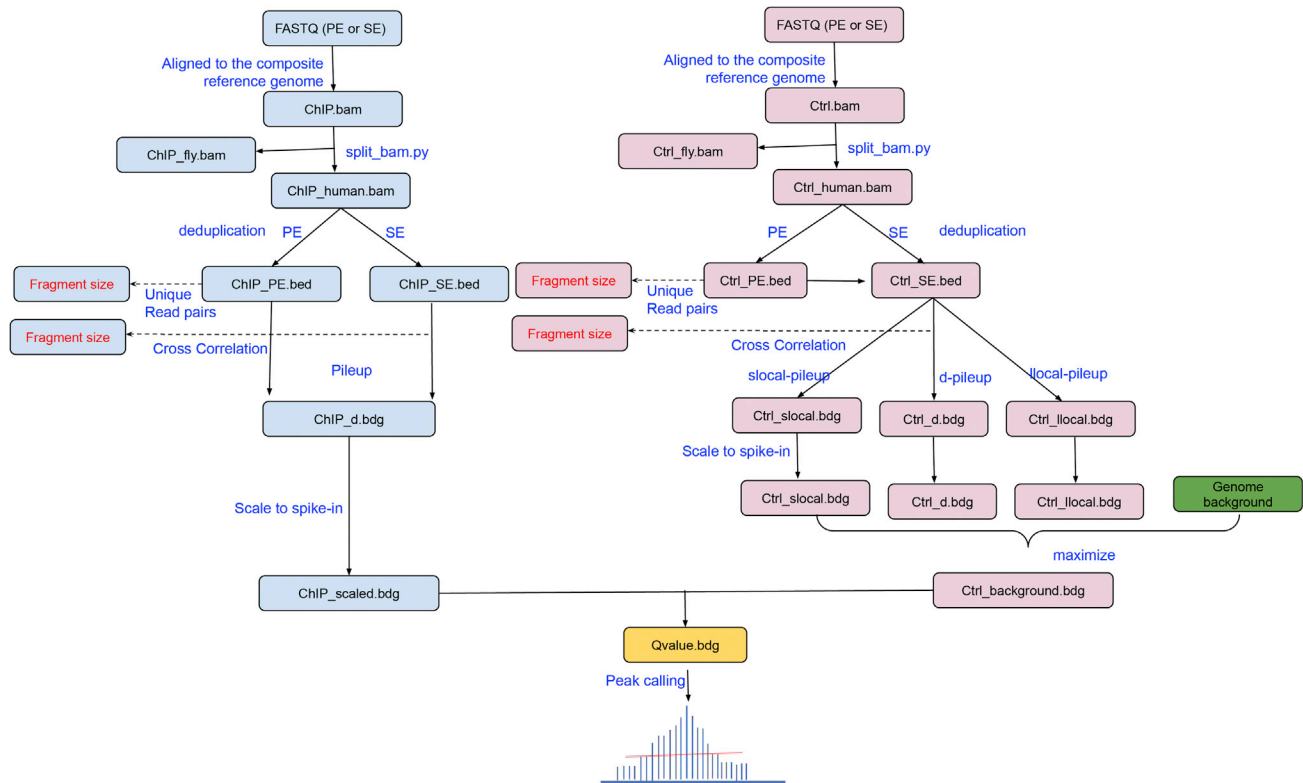 FASTQ (PE or SE)
FASTQ (PE or SE)
Aligned to the composite
reference genome
Aligned to the composite
reference genome
ChIP.bam
Ctrl.bam
ChIP_fly.bam
split_bam.py
Ctrl_fly.bam
split_bam.py
ChIP_human.bam
Ctrl_human.bam
deduplication
PE
SE
PE
SE
deduplication
Fragment size
ChIP_PE.bed
ChIP_SE.bed
Fragment size
Ctrl_PE.bed
Ctrl_SE.bed
Unique
Read pairs
Unique
Read pairs
Fragment size
Cross Correlation
Fragment size
Cross Correlation
Pileup
slocal-pileup
d-pileup
llocal-pileup
ChIP_d.bdg
Ctrl_slocal.bdg
Ctrl_d.bdg
Ctrl_llocal.bdg
Scale to spike-in
Scale to spike-in
Ctrl_slocal.bdg
Ctrl_d.bdg
Ctrl_llocal.bdg
Genome
background
maximize
ChIP_scaled.bdg
Ctrl_background.bdg
Qvalue.bdg
Peak calling